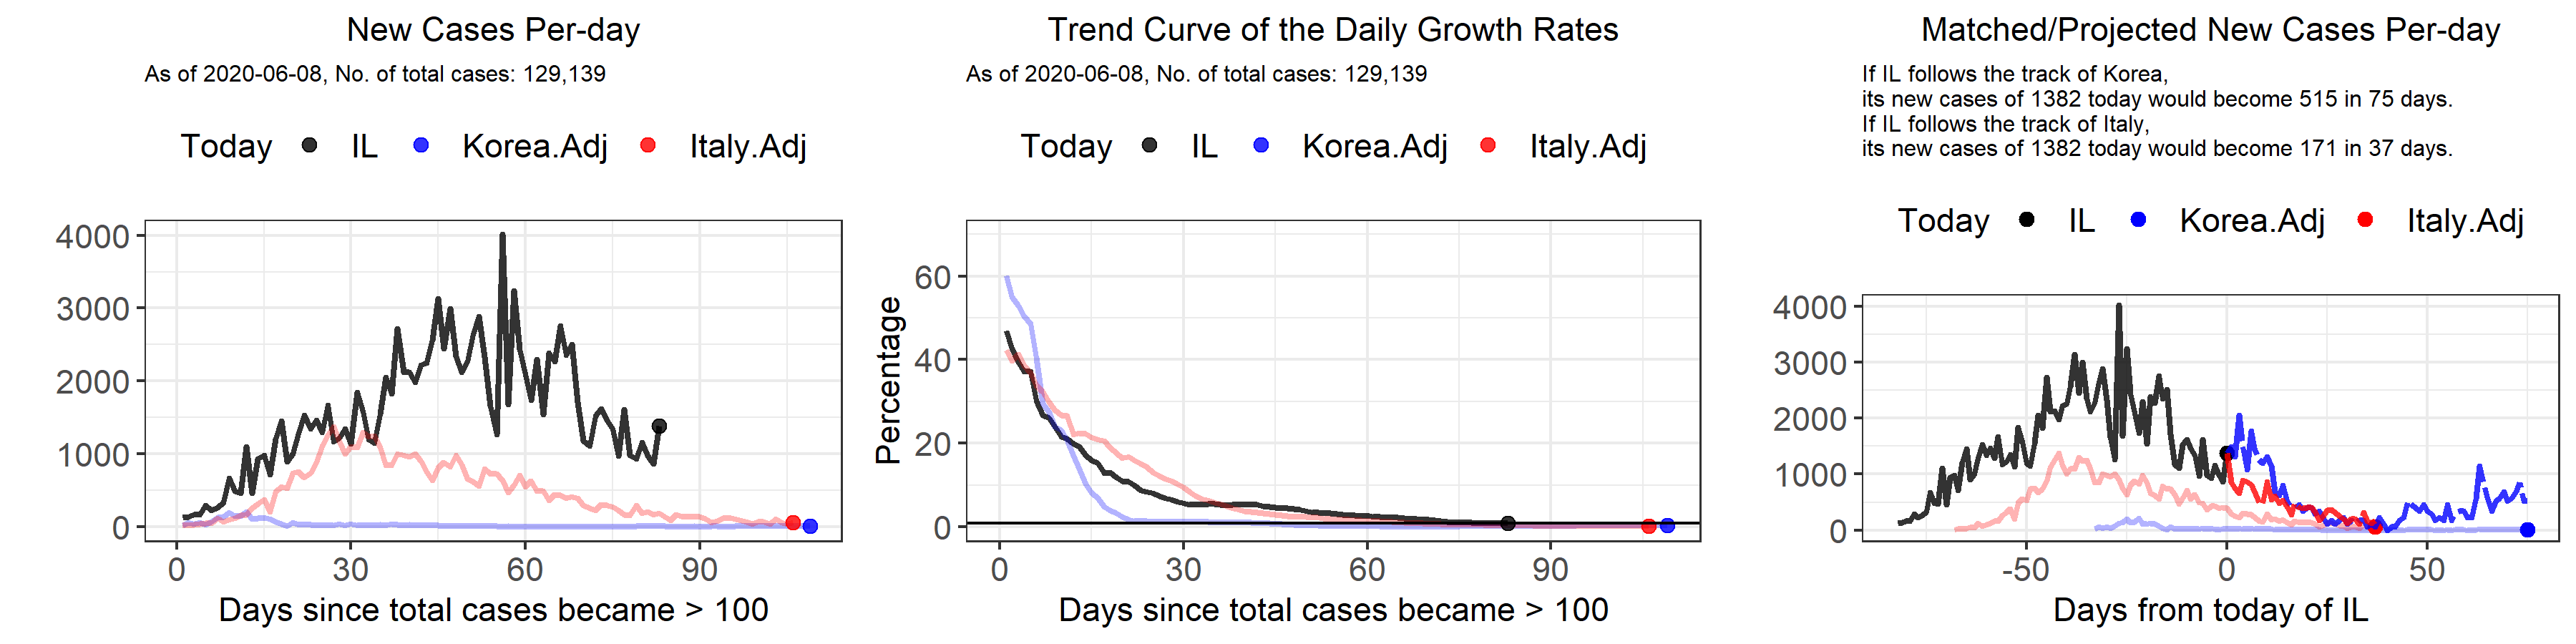 New Cases Per-day
As of 2020-06-08, No. of total cases: 129,139
Today IL Korea.Adj Italy.Adj
4000
3000
2000
1000
0
0 30 60 90
Days since total cases became > 100
Trend Curve of the Daily Growth Rates
As of 2020-06-08, No. of total cases: 129,139
Today IL Korea.Adj Italy.Adj
Percentage
60
40
20
0
0 30 60 90
Days since total cases became > 100
Matched/Projected New Cases Per-day
If IL follows the track of Korea,
its new cases of 1382 today would become 515 in 75 days.
If IL follows the track of Italy,
its new cases of 1382 today would become 171 in 37 days.
Today IL Korea.Adj Italy.Adj
4000
3000
2000
1000
0
-50 0 50
Days from today of IL